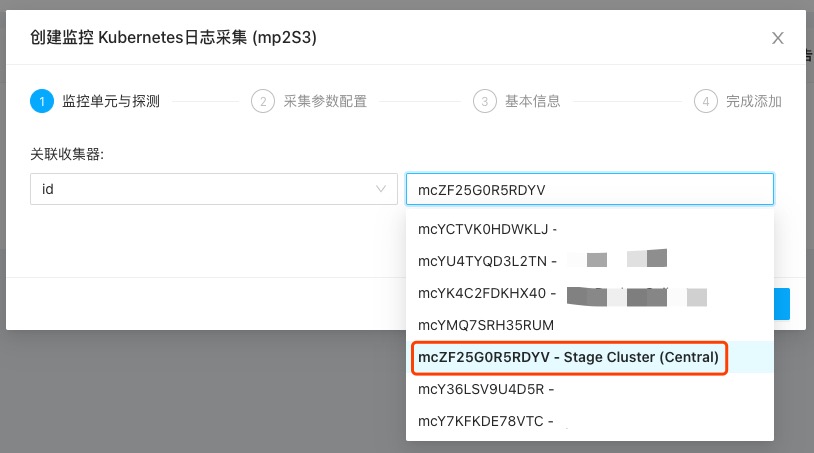 创建监控 Kubernetes日志采集 (mp2S3)
告
1 监控单元与探测 2 采集参数配置 3 基本信息 4 完成添加
关联收集器:
id mcZF25G0R5RDYV
mcYCTVK0HDWKLJ -
mcYU4TYQD3L2TN -
mcYK4C2FDKHX40 -
mcYMQ7SRH35RUM
mcZF25G0R5RDYV - Stage Cluster (Central)
mcY36LSV9U4D5R -
mcY7KFKDE78VTC -